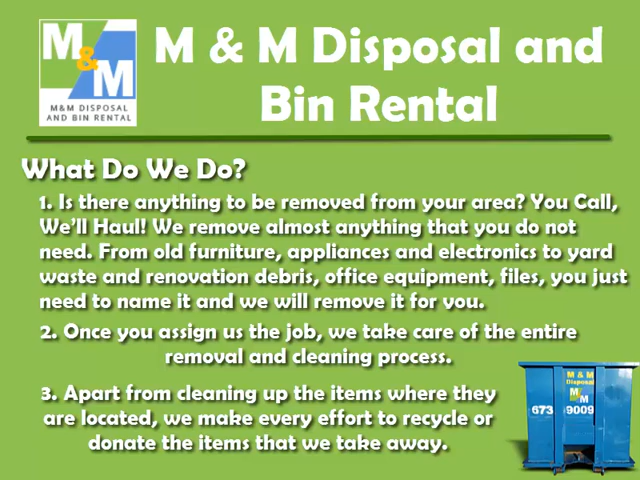 M&M
M&M DISPOSAL
AND BIN RENTAL
M & M Disposal and
Bin Rental
What Do We Do?
1. Is there anything to be removed from your area? You Call,
We'll Haul! We remove almost anything that you do not
need. From old furniture, appliances and electronics to yard
waste and renovation debris, office equipment, files, you just
need to name it and we will remove it for you.
2. Once you assign us the job, we take care of the entire
removal and cleaning process.
3. Apart from cleaning up the items where they
are located, we make every effort to recycle or
donate the items that we take away.
M & M
Disposal
M&M
673 9009